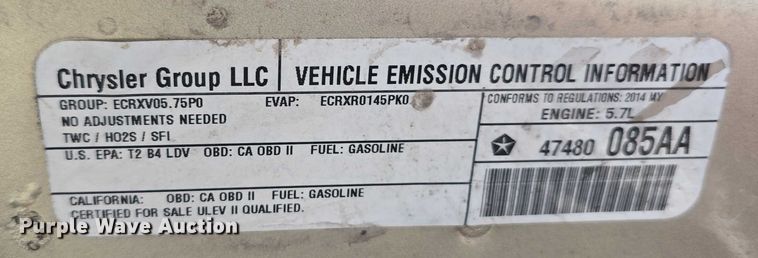 Chrysler Group LLC | VEHICLE EMISSION CONTROL INFORMATION
GROUP: ECRXV05.75P0 EVAP: ECRXR0145PK0
CONFORMS TO REGULATIONS: 2014 MY
NO ADJUSTMENTS NEEDED
ENGINE: 5.7L
TWC / HO2S / SFI
47480 085AA
U.S. EPA: T2 B4 LDV OBD: CA OBD II FUEL: GASOLINE
CALIFORNIA: OBD: CA OBD II FUEL: GASOLINE
CERTIFIED FOR SALE ULEV II QUALIFIED.
Purple Wave Auction